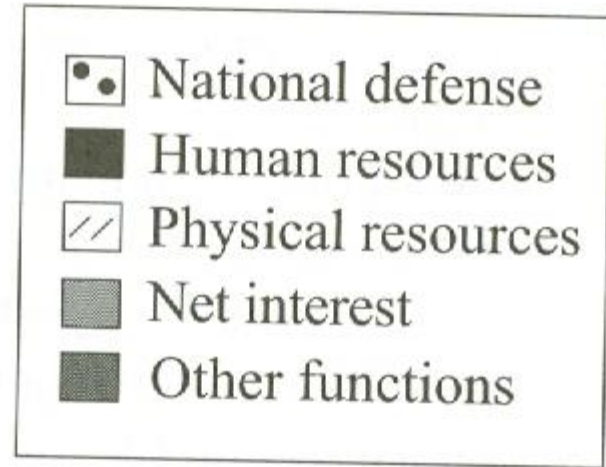 National defense
Human resources
Physical resources
Net interest
Other functions